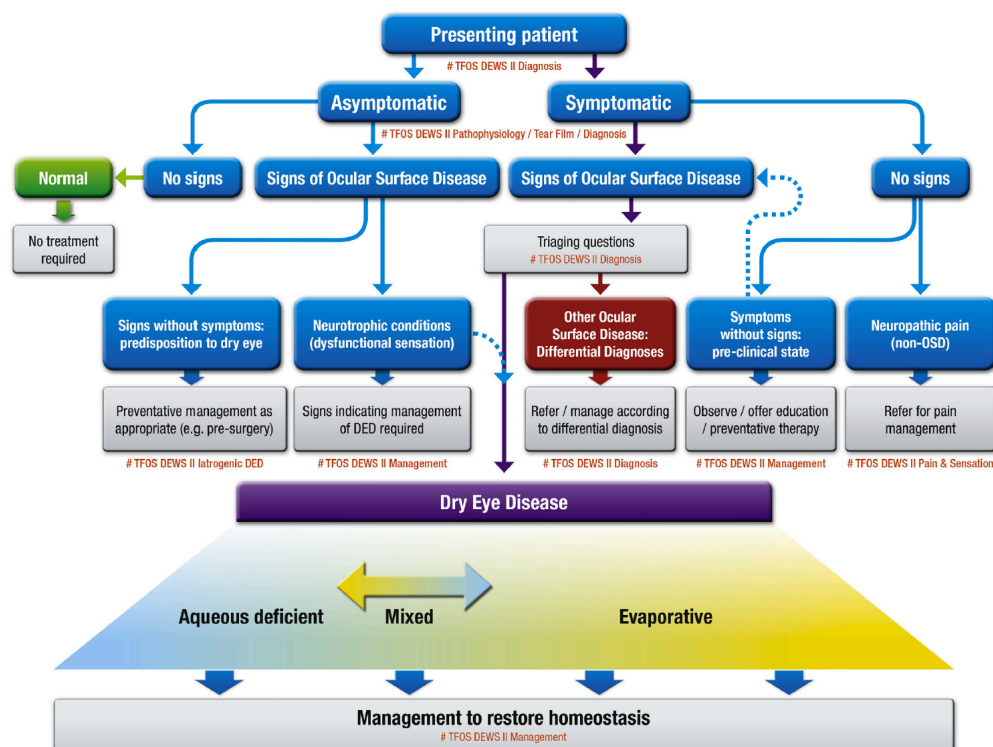 Presenting patient
# TFOS DEWS II Diagnosis
Asymptomatic
Symptomatic
# TFOS DEWS II Pathophysiology / Tear Film / Diagnosis
Normal
No signs
Signs of Ocular Surface Disease
Signs of Ocular Surface Disease
No signs
No treatment
required
Triaging questions
# TFOS DEWS II Diagnosis
Signs without symptoms:
predisposition to dry eye
Neurotrophic conditions
(dysfunctional sensation)
Other Ocular
Surface Disease:
Differential Diagnoses
Symptoms
without signs:
pre-clinical state
Neuropathic pain
(non-OSD)
Preventative management as
appropriate (e.g. pre-surgery)
Signs indicating management
of DED required
Refer / manage according
to differential diagnosis
Observe / offer education
/ preventative therapy
Refer for pain
management
# TFOS DEWS II Iatrogenic DED
# TFOS DEWS II Management
# TFOS DEWS II Diagnosis
# TFOS DEWS II Management
# TFOS DEWS II Pain & Sensation
Dry Eye Disease
Aqueous deficient
Mixed
Evaporative
Management to restore homeostasis
# TFOS DEWS II Management